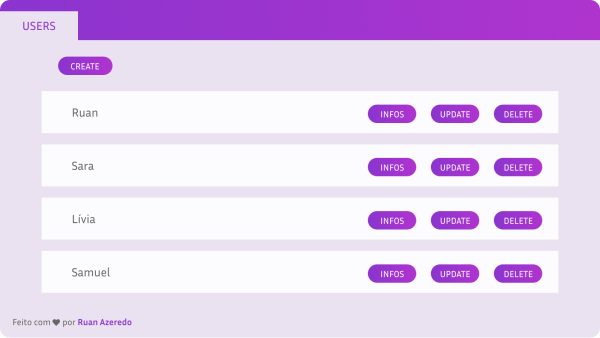 USERS
CREATE
Ruan INFOS UPDATE DELETE
Sara INFOS UPDATE DELETE
Lívia INFOS UPDATE DELETE
Samuel INFOS UPDATE DELETE
Feito com ❤ por Ruan Azeredo